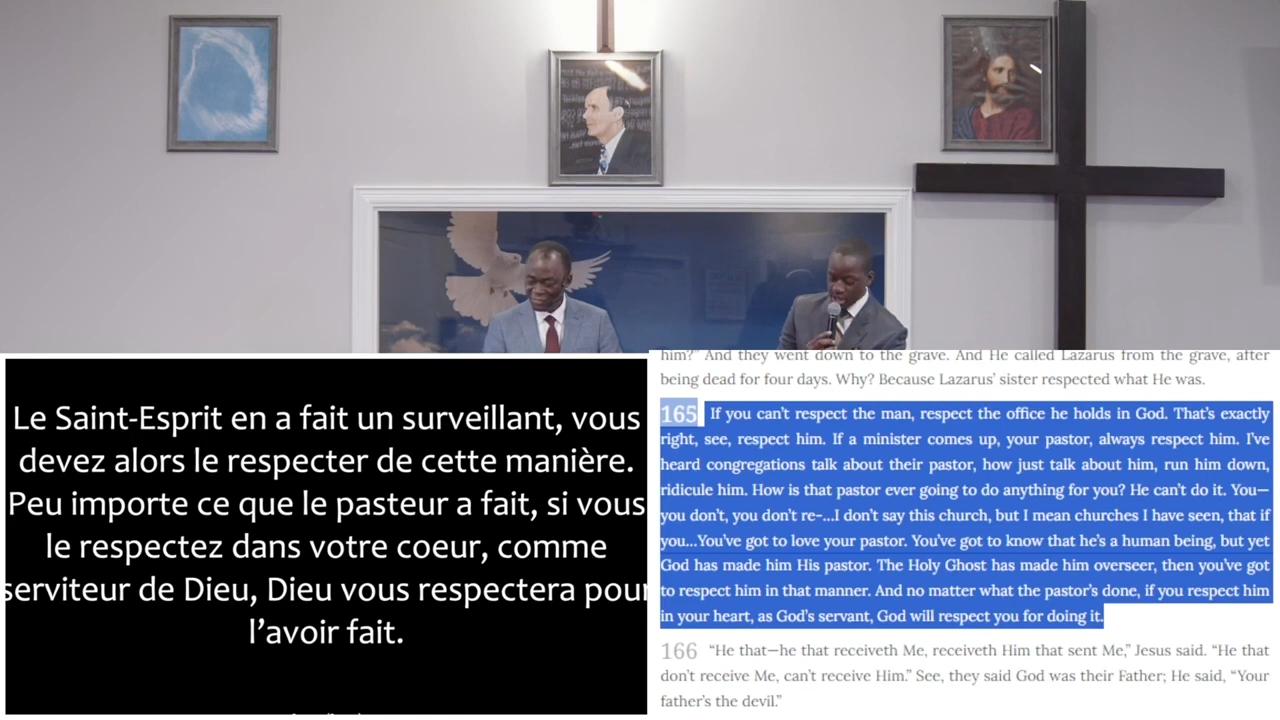 Le Saint-Esprit en a fait un surveillant, vous
devez alors le respecter de cette manière.
Peu importe ce que le pasteur a fait, si vous
le respectez dans votre coeur, comme
serviteur de Dieu, Dieu vous respectera pour
l’avoir fait.
him?” And they went down to the grave. And He called Lazarus from the grave, after
being dead for four days. Why? Because Lazarus’ sister respected what He was.
165 If you can’t respect the man, respect the office he holds in God. That’s exactly
right, see, respect him. If a minister comes up, your pastor, always respect him. I’ve
heard congregations talk about their pastor, how just talk about him, run him down,
ridicule him. How is that pastor ever going to do anything for you? He can’t do it. You—
you don’t, you don’t re-...I don’t say this church, but I mean churches I have seen, that if
you...You’ve got to love your pastor. You’ve got to know that he’s a human being, but yet
God has made him His pastor. The Holy Ghost has made him overseer, then you’ve got
to respect him in that manner. And no matter what the pastor’s done, if you respect him
in your heart, as God’s servant, God will respect you for doing it.
166 “He that—he that receiveth Me, receiveth Him that sent Me,” Jesus said. “He that
don’t receive Me, can’t receive Him.” See, they said God was their Father; He said, “Your
father’s the devil.”